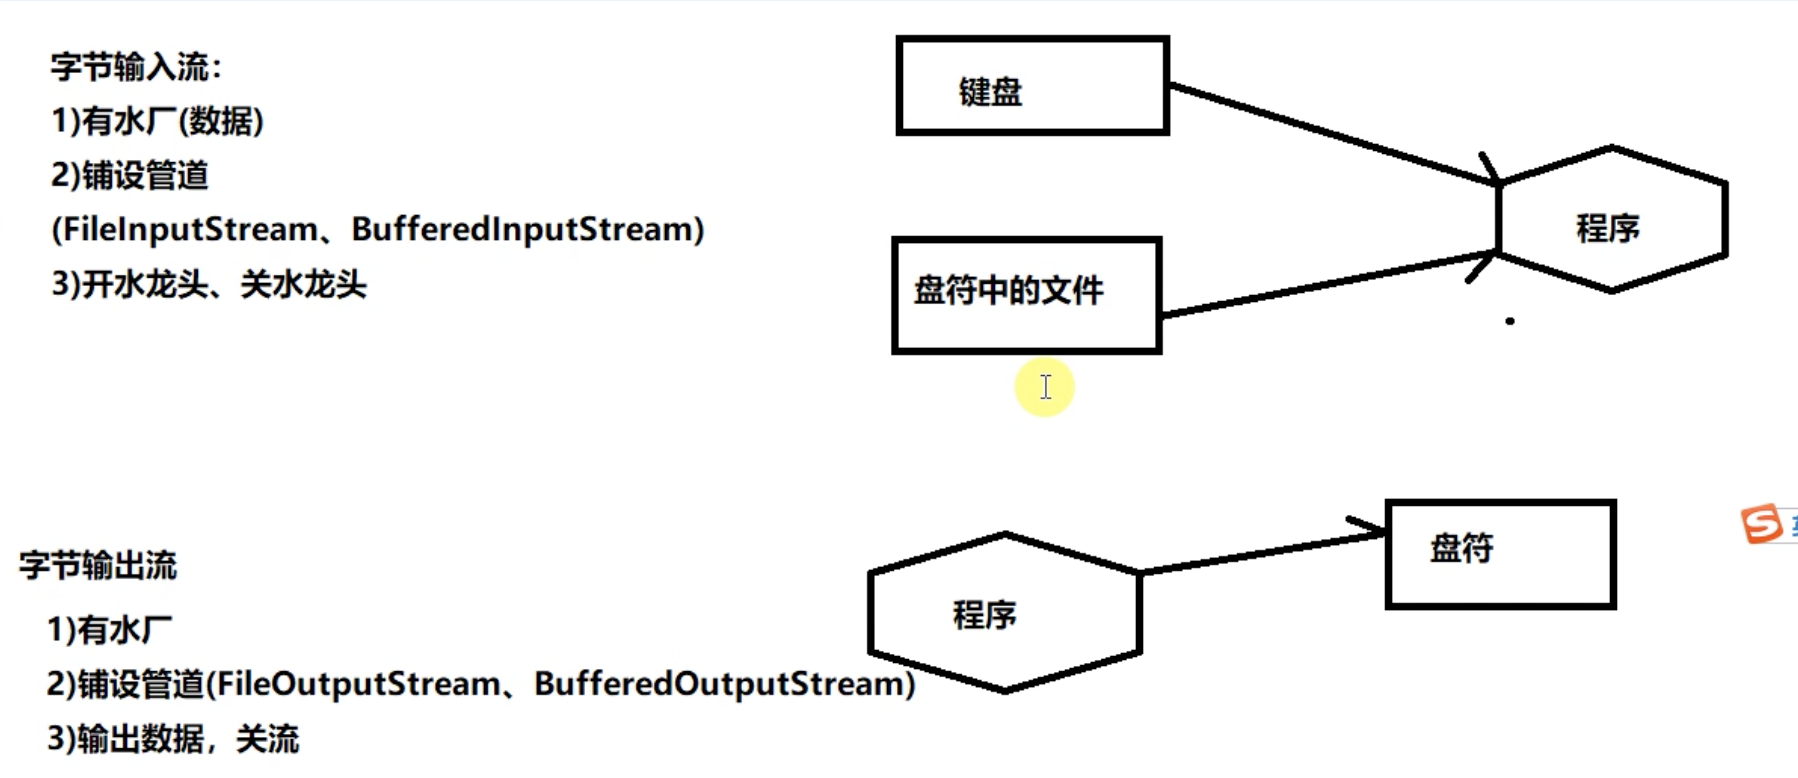 字节输入流:
1)有水厂(数据)
2)铺设管道
(FileInputStream、BufferedInputStream)
3)开水龙头、关水龙头
键盘
盘符中的文件
程序
字节输出流
1)有水厂
2)铺设管道(FileOutputStream、BufferedOutputStream)
3)输出数据，关流
程序
盘符